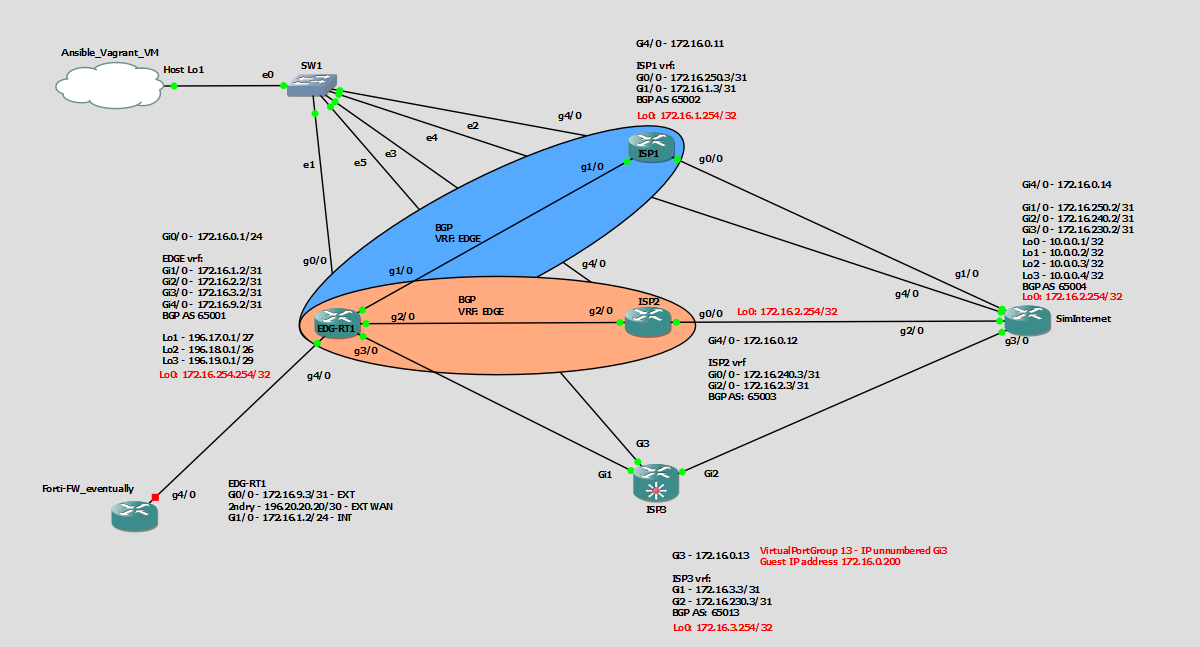 Ansible_Vagrant_VM
Host Lo1
e0
SW1
Gi4/0 - 172.16.0.11
ISP1 vrf:
Gi0/0 - 172.16.250.3/31
Gi1/0 - 172.16.1.3/31
BGP AS 65002
Lo0: 172.16.1.254/32
g4/0
e2
e4
e3
e5
e1
ISP1
g1/0
g0/0
Gi4/0 - 172.16.0.14
Gi1/0 - 172.16.250.2/31
Gi2/0 - 172.16.240.2/31
Gi3/0 - 172.16.230.2/31
Lo0 - 10.0.0.1/32
Lo1 - 10.0.0.2/32
Lo2 - 10.0.0.3/32
Lo3 - 10.0.0.4/32
BGP AS 65004
Lo0: 172.16.2.254/32
BGP
VRF: EDGE
Gi0/0 - 172.16.0.1/24
EDGE vrf:
Gi1/0 - 172.16.1.2/31
Gi2/0 - 172.16.2.2/31
Gi3/0 - 172.16.3.2/31
Gi4/0 - 172.16.9.2/31
BGP AS 65001
Lo1 - 196.17.0.1/27
Lo2 - 196.18.0.1/26
Lo3 - 196.19.0.1/29
Lo0: 172.16.254.254/32
g0/0
g1/0
g4/0
g1/0
g4/0
BGP
VRF: EDGE
EDG-RT1
g2/0
g2/0
ISP2
g0/0
Lo0: 172.16.2.254/32
g2/0
g3/0
SimInternet
g3/0
g4/0
Gi4/0 - 172.16.0.12
ISP2 vrf
Gi0/0 - 172.16.240.3/31
Gi2/0 - 172.16.2.3/31
BGP AS: 65003
Gi3
Gi1
Gi2
ISP3
Forti-FW_eventually
g4/0
EDG-RT1
Gi0/0 - 172.16.9.3/31 - EXT
2ndry - 196.20.20.20/30 - EXT WAN
Gi1/0 - 172.16.1.2/24 - INT
Gi3 - 172.16.0.13
VirtualPortGroup 13 - IP unnumbered Gi3
Guest IP address 172.16.0.200
ISP3 vrf:
Gi1 - 172.16.3.3/31
Gi2 - 172.16.230.3/31
BGP AS: 65013
Lo0: 172.16.3.254/32